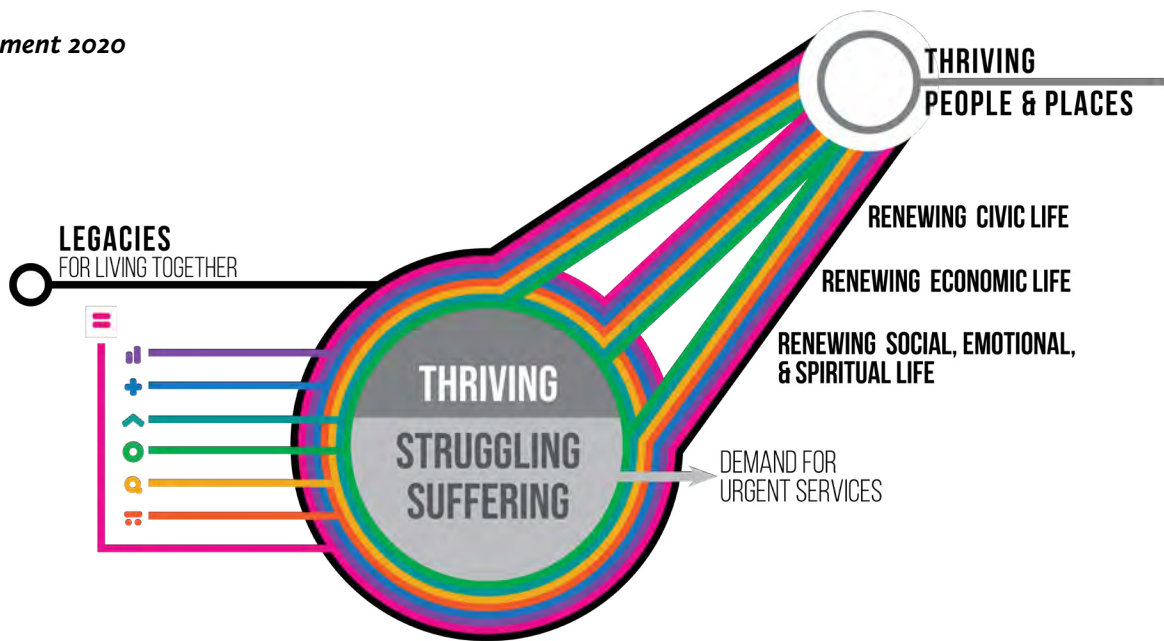 2020
THRIVING
PEOPLE & PLACES
RENEWING CIVIC LIFE
LEGACIES
FOR LIVING TOGETHER
RENEWING ECONOMIC LIFE
RENEWING SOCIAL, EMOTIONAL,
& SPIRITUAL LIFE
THRIVING
STRUGGLING
SUFFERING
DEMAND FOR
URGENT SERVICES